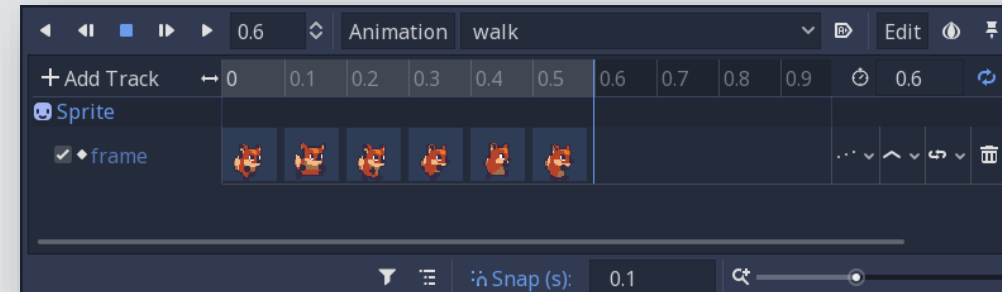 0.6 Animation walk Edit
Add Track 0 0.1 0.2 0.3 0.4 0.5 0.6 0.7 0.8 0.9 0.6
Sprite
frame
Snap (s): 0.1